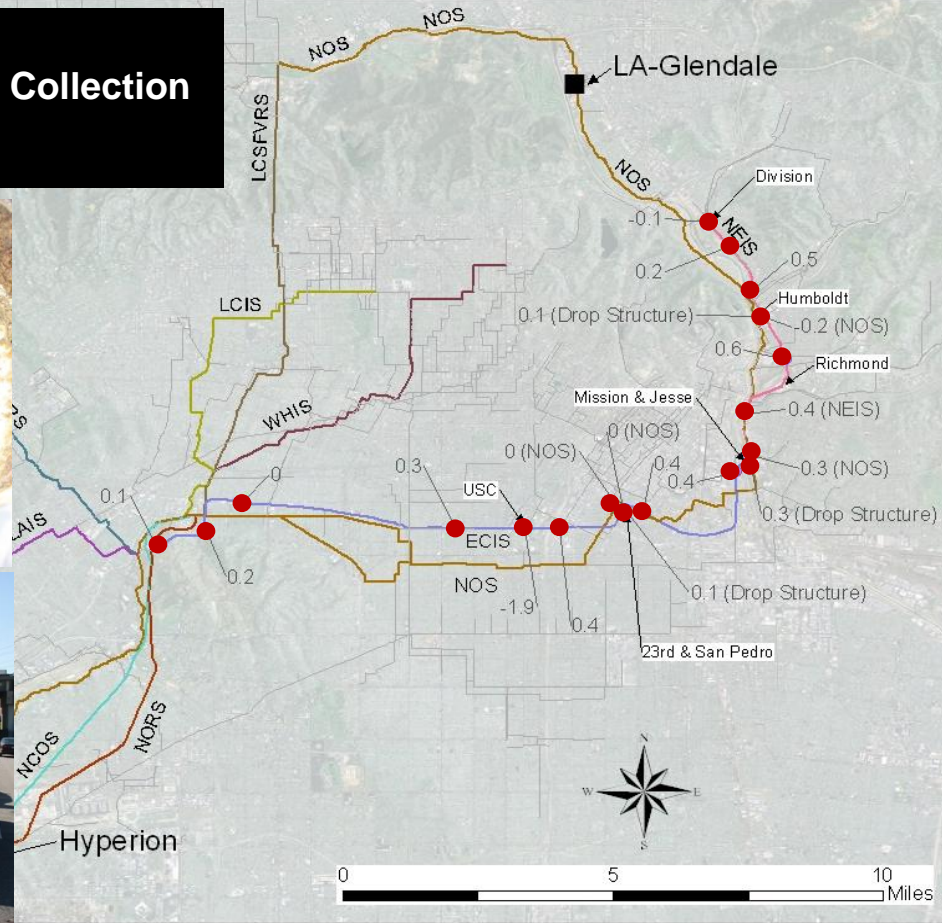 Collection
NOS
NOS
LA-Glendale
LCSFVRS
NOS
Division
-0.1
NEIS
0.2
0.5
LCIS
Humboldt
0.1 (Drop Structure)
-0.2 (NOS)
0.6
Richmond
Mission & Jesse
WHIS
0.4 (NEIS)
0 (NOS)
0 (NOS)
0.3
0
0.4
0.4
0.3 (NOS)
USC
0.1
0.3 (Drop Structure)
LAIS
ECIS
0.2
NOS
-1.9
0.4
0.1 (Drop Structure)
23rd & San Pedro
NORS
NCOS
N
W
E
S
Hyperion
0
5
10
Miles